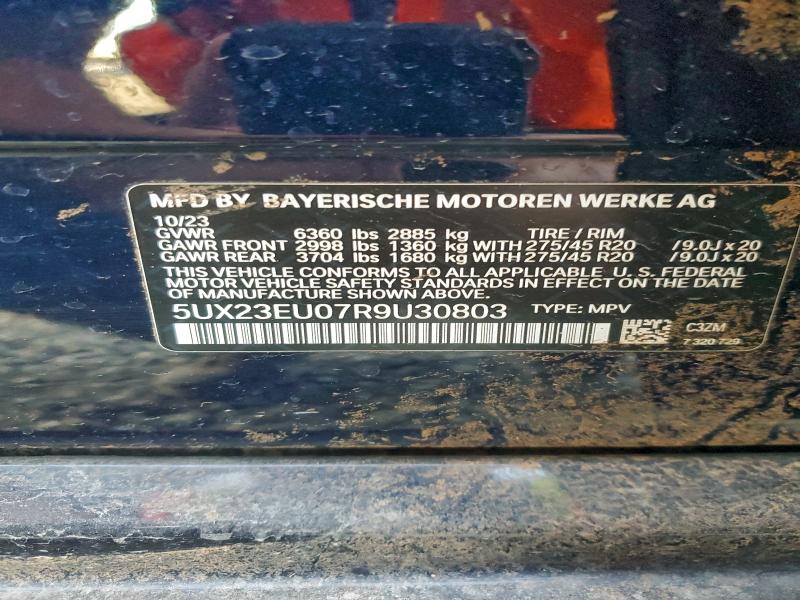 MFD BY BAYERISCHE MOTOREN WERKE AG
10/23
GVWR 6360 lbs 2885 kg TIRE / RIM
GAWR FRONT 2998 lbs 1360 kg WITH 275/45 R20 /9.0J x 20
GAWR REAR 3704 lbs 1680 kg WITH 275/45 R20 /9.0J x 20
THIS VEHICLE CONFORMS TO ALL APPLICABLE U.S. FEDERAL
MOTOR VEHICLE SAFETY STANDARDS IN EFFECT ON THE DATE
OF MANUFACTURE SHOWN ABOVE.
5UX23EU07R9U30803 TYPE: MPV
C3ZM
7 320 729